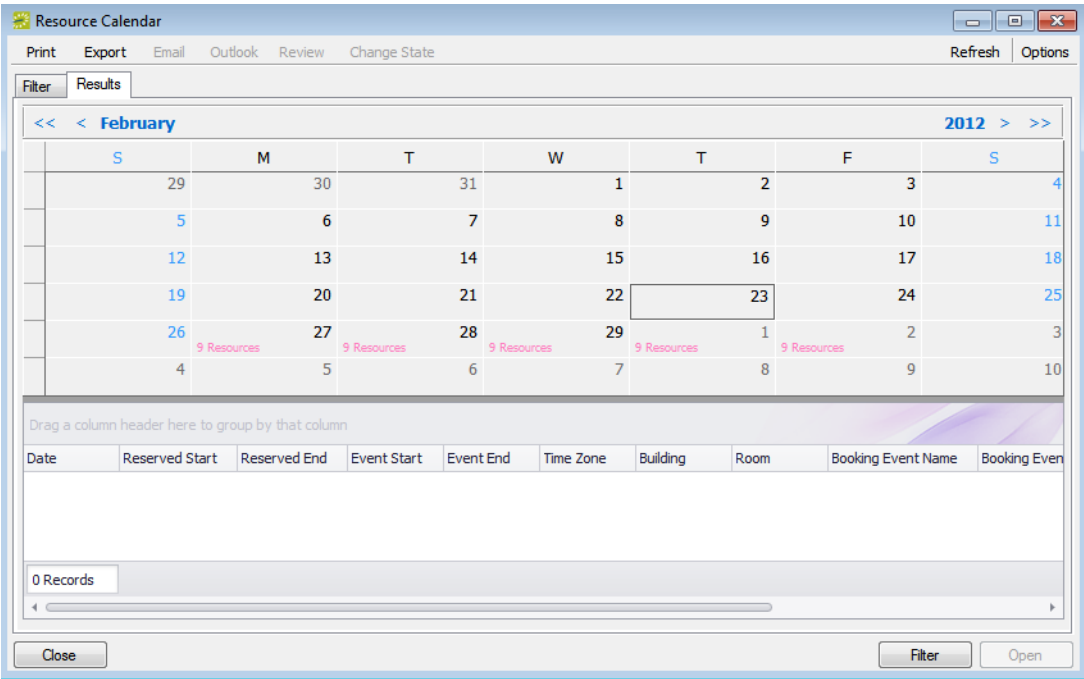 Resource Calendar
Print Export Email Outlook Review Change State Refresh Options
Filter Results
<< < February 2012 > >>
S M T W T F S
29 30 31 1 2 3 4
5 6 7 8 9 10 11
12 13 14 15 16 17 18
19 20 21 22 23 24 25
26 27 28 29 1 2 3
9 Resources 9 Resources 9 Resources 9 Resources 9 Resources
4 5 6 7 8 9 10
Drag a column header here to group by that column
Date Reserved Start Reserved End Event Start Event End Time Zone Building Room Booking Event Name Booking Even
0 Records
Close Filter Open